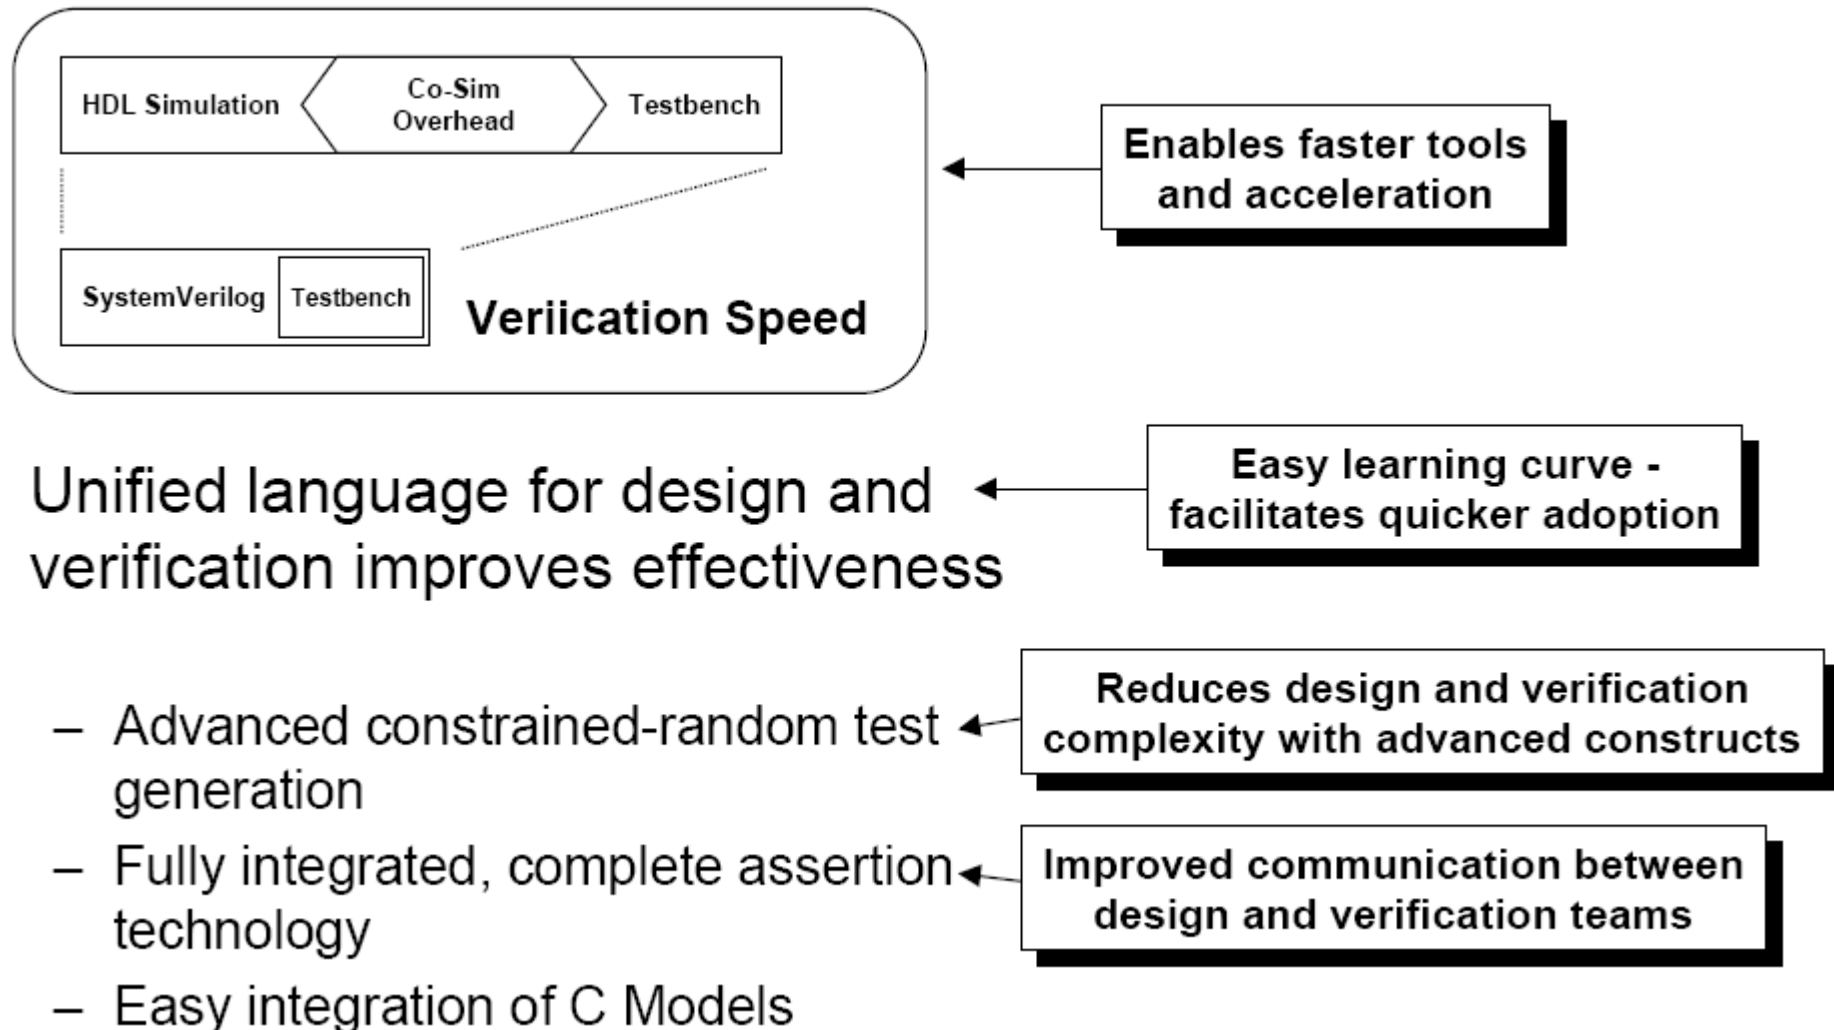 HDL Simulation
Co-Sim
Overhead
Testbench
Enables faster tools
and acceleration
SystemVerilog
Testbench
Veriication Speed
Unified language for design and
verification improves effectiveness
Easy learning curve -
facilitates quicker adoption
– Advanced constrained-random test
generation
Reduces design and verification
complexity with advanced constructs
– Fully integrated, complete assertion
technology
Improved communication between
design and verification teams
– Easy integration of C Models